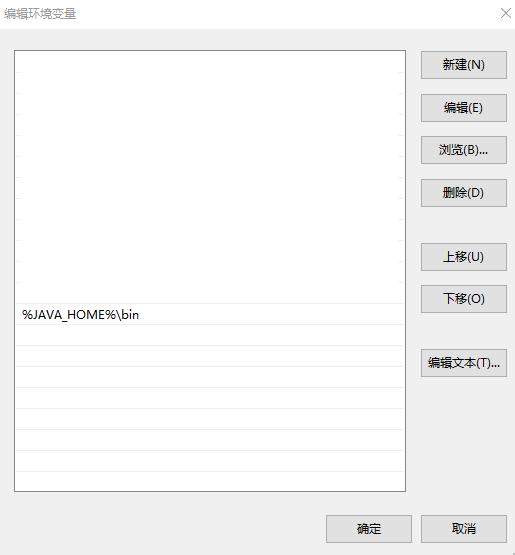 编辑环境变量
新建(N)
编辑(E)
浏览(B)...
删除(D)
上移(U)
下移(O)
%JAVA_HOME%\bin
编辑文本(T)...
确定
取消